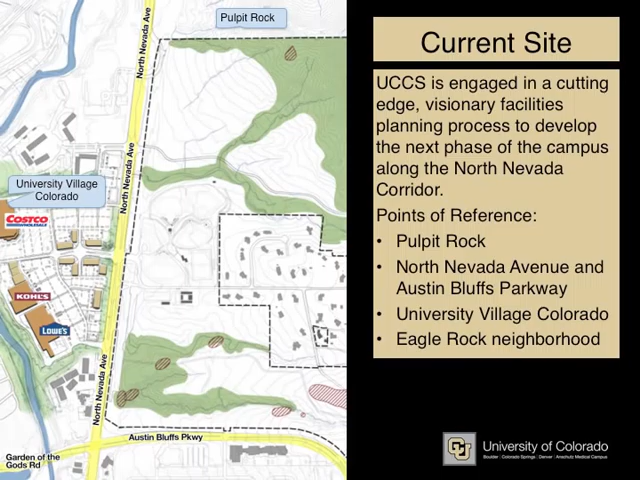 Pulpit Rock
North Nevada Ave
North Nevada Ave
University Village
Colorado
COSTCO
KOHL'S
LOWE'S
North Nevada Ave
Austin Bluffs Pkwy
Garden of the
Gods Rd
Current Site
UCCS is engaged in a cutting
edge, visionary facilities
planning process to develop
the next phase of the campus
along the North Nevada
Corridor.
Points of Reference:
• Pulpit Rock
• North Nevada Avenue and
Austin Bluffs Parkway
• University Village Colorado
• Eagle Rock neighborhood
CU
University of Colorado
Boulder | Colorado Springs | Denver | Anschutz Medical Campus